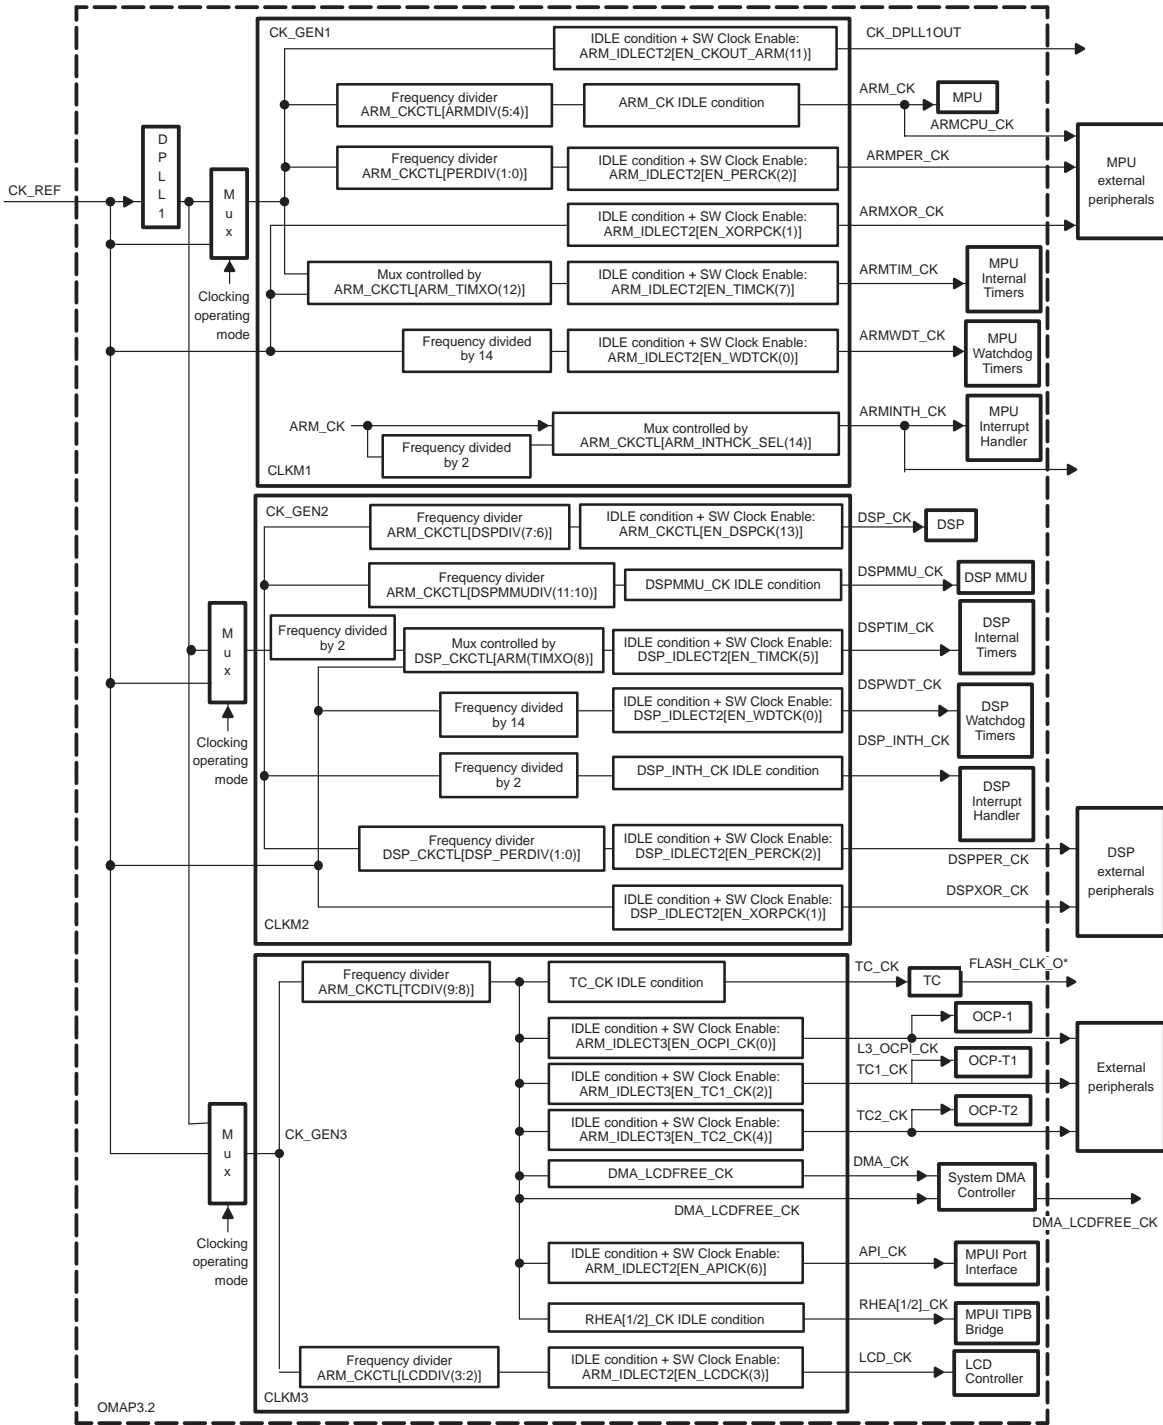 CK_GEN1
IDLE condition + SW Clock Enable:
ARM_IDLECT2[EN_CKOUT_ARM(11)]
CK_DPLL1OUT
Frequency divider
ARM_CKCTL[ARMDIV(5:4)]
ARM_CK IDLE condition
ARM_CK
MPU
ARMCPU_CK
DPLL1
CK_REF
Mux
Frequency divider
ARM_CKCTL[PERDIV(1:0)]
IDLE condition + SW Clock Enable:
ARM_IDLECT2[EN_PERCK(2)]
ARMPER_CK
MPU
external
peripherals
IDLE condition + SW Clock Enable:
ARM_IDLECT2[EN_XORPCK(1)]
ARMXOR_CK
Clocking
operating
mode
Mux controlled by
ARM_CKCTL[ARM_TIMXO(12)]
IDLE condition + SW Clock Enable:
ARM_IDLECT2[EN_TIMCK(7)]
ARMTIM_CK
MPU
Internal
Timers
Frequency divided
by 14
IDLE condition + SW Clock Enable:
ARM_IDLECT2[EN_WDTCK(0)]
ARMWDT_CK
MPU
Watchdog
Timers
ARM_CK
Frequency divided
by 2
Mux controlled by
ARM_CKCTL[ARM_INTHCK_SEL(14)]
ARMINTH_CK
MPU
Interrupt
Handler
CLKM1
CK_GEN2
Frequency divider
ARM_CKCTL[DSPDIV(7:6)]
IDLE condition + SW Clock Enable:
ARM_CKCTL[EN_DSPCK(13)]
DSP_CK
DSP
Frequency divider
ARM_CKCTL[DSPMMUDIV(11:10)]
DSPMMU_CK IDLE condition
DSPMMU_CK
DSP MMU
Mux
Frequency divided
by 2
Mux controlled by
DSP_CKCTL[ARM(TIMXO(8)]
IDLE condition + SW Clock Enable:
DSP_IDLECT2[EN_TIMCK(5)]
DSPTIM_CK
DSP
Internal
Timers
Clocking
operating
mode
Frequency divided
by 14
IDLE condition + SW Clock Enable:
DSP_IDLECT2[EN_WDTCK(0)]
DSPWDT_CK
DSP
Watchdog
Timers
DSP_INTH_CK
Frequency divided
by 2
DSP_INTH_CK IDLE condition
DSP
Interrupt
Handler
Frequency divider
DSP_CKCTL[DSP_PERDIV(1:0)]
IDLE condition + SW Clock Enable:
DSP_IDLECT2[EN_PERCK(2)]
DSPPER_CK
DSP
external
peripherals
IDLE condition + SW Clock Enable:
DSP_IDLECT2[EN_XORPCK(1)]
DSPXOR_CK
CLKM2
Frequency divider
ARM_CKCTL[TCDIV(9:8)]
TC_CK IDLE condition
TC_CK
TC
FLASH_CLK_O*
IDLE condition + SW Clock Enable:
ARM_IDLECT3[EN_OCPI_CK(0)]
OCP-1
L3_OCPI_CK
IDLE condition + SW Clock Enable:
ARM_IDLECT3[EN_TC1_CK(2)]
TC1_CK
OCP-T1
External
peripherals
Mux
CK_GEN3
IDLE condition + SW Clock Enable:
ARM_IDLECT3[EN_TC2_CK(4)]
TC2_CK
OCP-T2
DMA_LCDFREE_CK
DMA_CK
System DMA
Controller
DMA_LCDFREE_CK
DMA_LCDFREE_CK
Clocking
operating
mode
IDLE condition + SW Clock Enable:
ARM_IDLECT2[EN_APICK(6)]
API_CK
MPUI Port
Interface
RHEA[1/2]_CK IDLE condition
RHEA[1/2]_CK
MPUI TIPB
Bridge
Frequency divider
ARM_CKCTL[LCDDIV(3:2)]
IDLE condition + SW Clock Enable:
ARM_IDLECT2[EN_LCDCK(3)]
LCD_CK
LCD
Controller
CLKM3
OMAP3.2